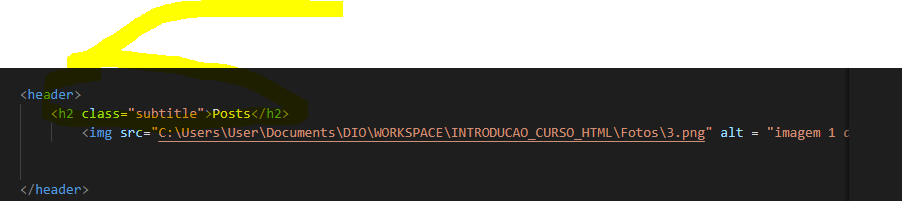 <header>
<h2 class="subtitle">Posts</h2>
<img src="C:\Users\User\Documents\DIO\WORKSPACE\INTRODUCAO_CURSO_HTML\Fotos\3.png" alt = "imagem 1
</header>